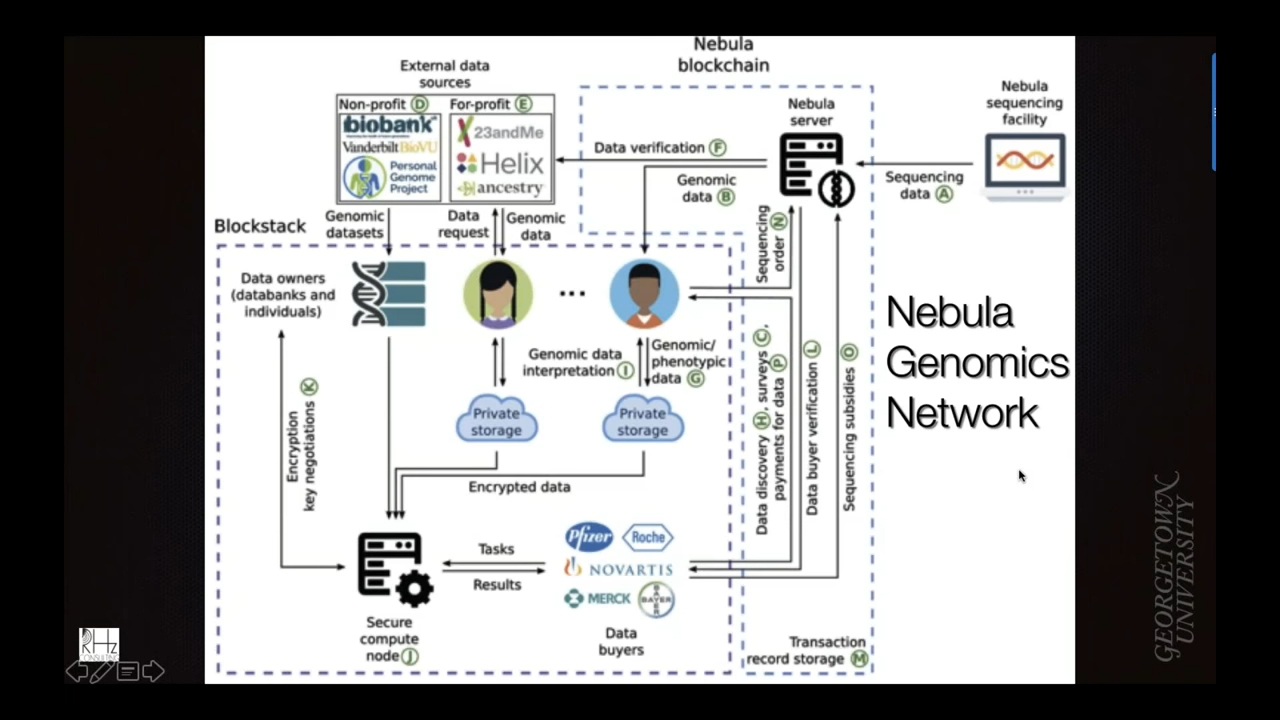 Nebula
blockchain
External data
sources
Non-profit D
For-profit E
biobank
Vanderbilt BioVU
Personal
Genome
Project
23andMe
Helix
ancestry
Nebula
server
Nebula
sequencing
facility
Data verification F
Genomic
data B
Sequencing
data A
Blockstack
Genomic
datasets
Data
request
Genomic
data
Sequencing
order N
Data owners
(databanks and
individuals)
...
Genomic data
interpretation I
Genomic/
phenotypic
data G
Private
storage
Private
storage
Encryption
key negotiations K
Encrypted data
Data discovery H, surveys C,
payments for data P
Data buyer verification L
Sequencing subsidies O
Nebula
Genomics
Network
Tasks
Results
Pfizer
Roche
NOVARTIS
MERCK
BAYER
BAYER
Secure
compute
node J
Data
buyers
Transaction
record storage M
RHz
CONSULTING
GEORGETOWN
UNIVERSITY